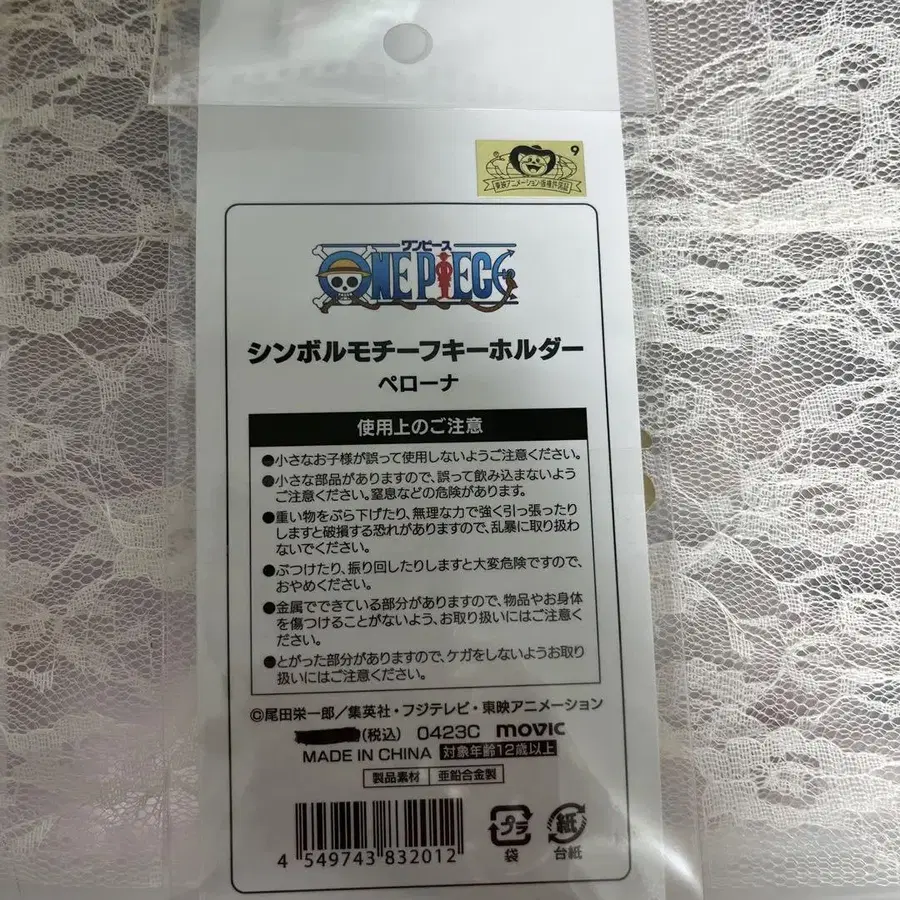 9
東映アニメーション版権許諾証
ワンピース
ONE PIECE
シンボルモチーフキーホルダー
ペローナ
使用上のご注意
●小さなお子様が誤って使用しないようご注意ください。
●小さな部品がありますので、誤って飲み込まないよう
ご注意ください。窒息などの危険があります。
●重い物をぶら下げたり、無理な力で強く引っ張ったり
しますと破損する恐れがありますので、乱暴に取り扱わ
ないでください。
●ぶつけたり、振り回したりしますと大変危険ですので、
おやめください。
●金属でできている部分がありますので、物品やお身体
を傷つけることがないよう、お取り扱いにはご注意く
ださい。
●とがった部分がありますので、ケガをしないようお取り
扱いにはご注意ください。
©尾田栄一郎/集英社・フジテレビ・東映アニメーション
(税込) 0423C movic
MADE IN CHINA 対象年齢12歳以上
製品素材 亜鉛合金製
4 549743 832012
プラ 紙
袋 台紙